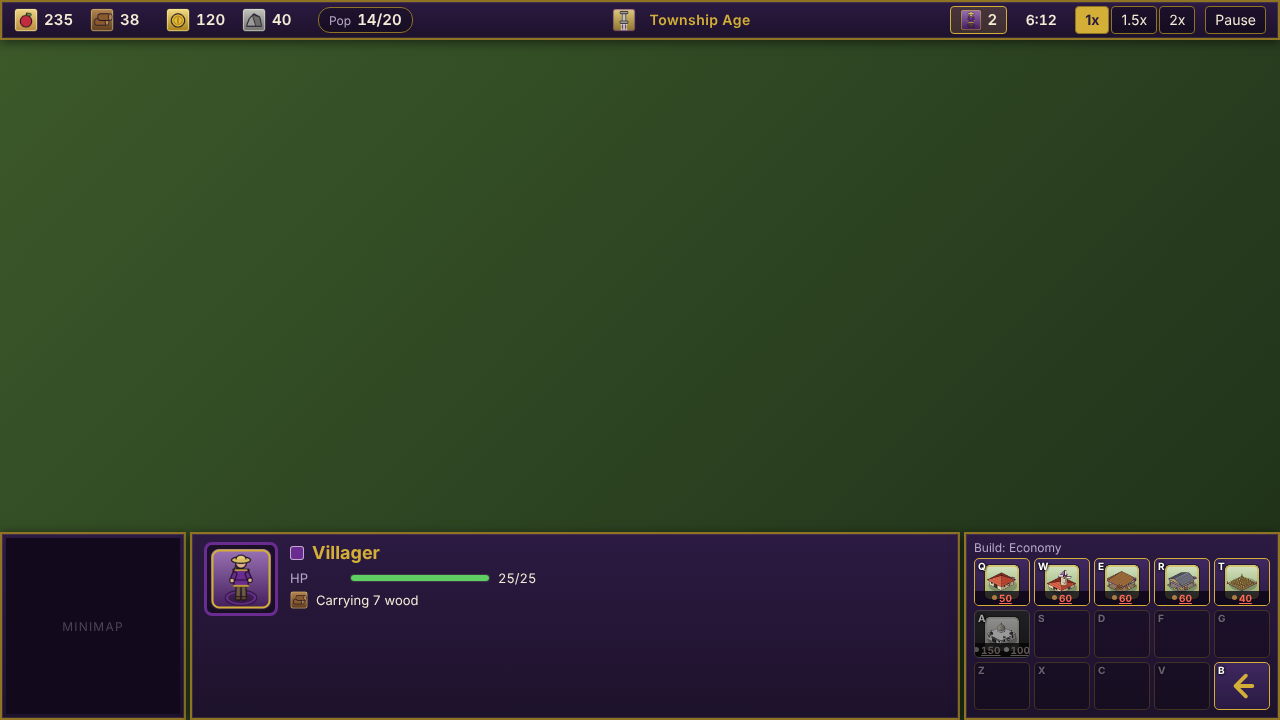 235 38 120 40 Pop 14/20 Township Age 2 6:12 1x 1.5x 2x Pause
MINIMAP
Villager
HP 25/25
Carrying 7 wood
Build: Economy
Q 50 W 60 E 60 R 60 T 40
A 150 100 S D F G
Z X C V B